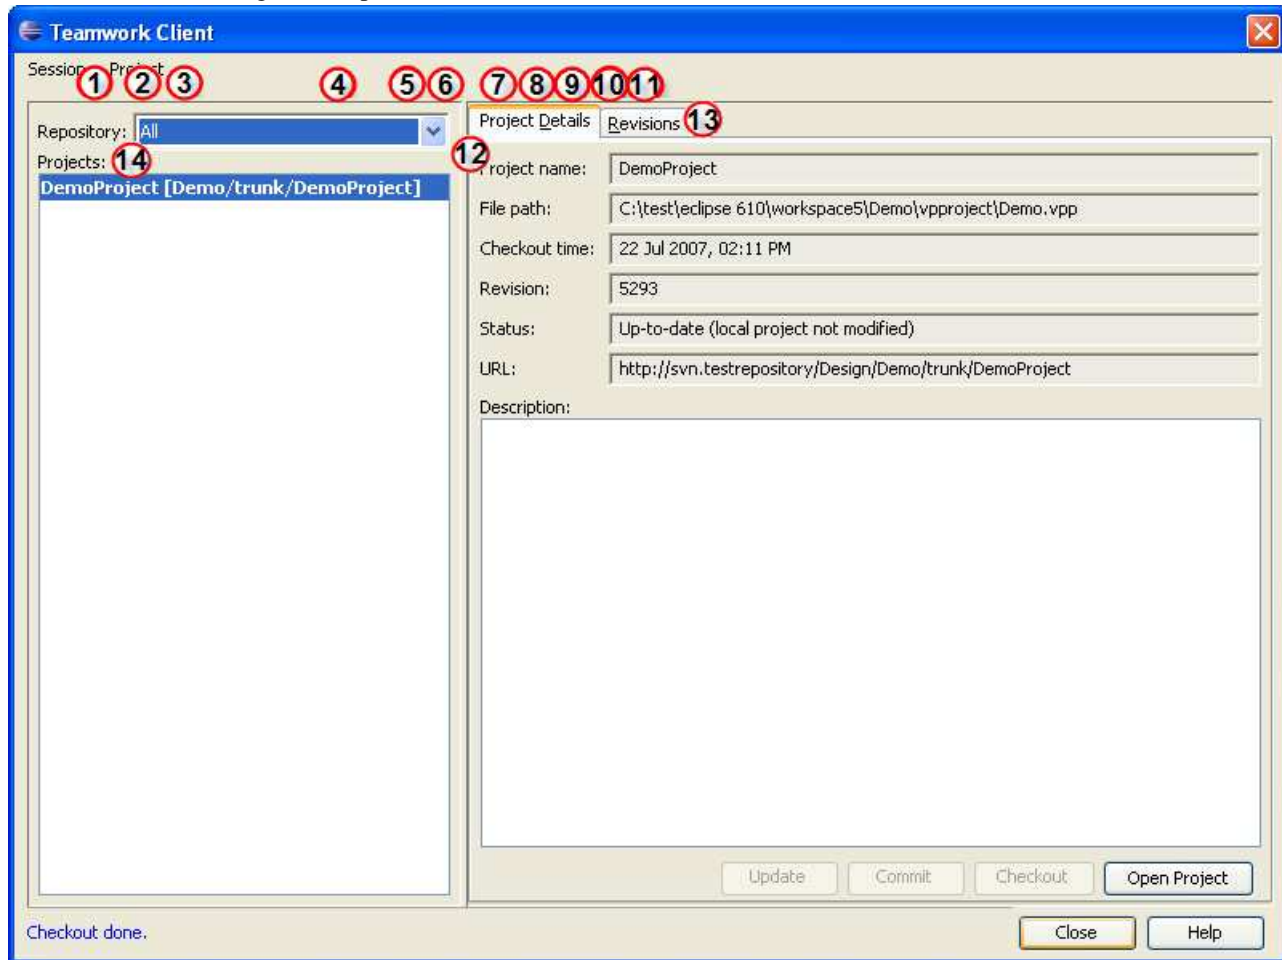 Teamwork Client
Session Project
1 2 3 4 5 6 7 8 9 10 11
Repository: All
Projects: 14
DemoProject [Demo/trunk/DemoProject]
12
Project Details Revisions 13
Project name: DemoProject
File path: C:\test\eclipse 610\workspace5\Demo\vpproject\Demo.vpp
Checkout time: 22 Jul 2007, 02:11 PM
Revision: 5293
Status: Up-to-date (local project not modified)
URL: http://svn.testrepository/Design/Demo/trunk/DemoProject
Description:
Update Commit Checkout Open Project
Checkout done.
Close Help